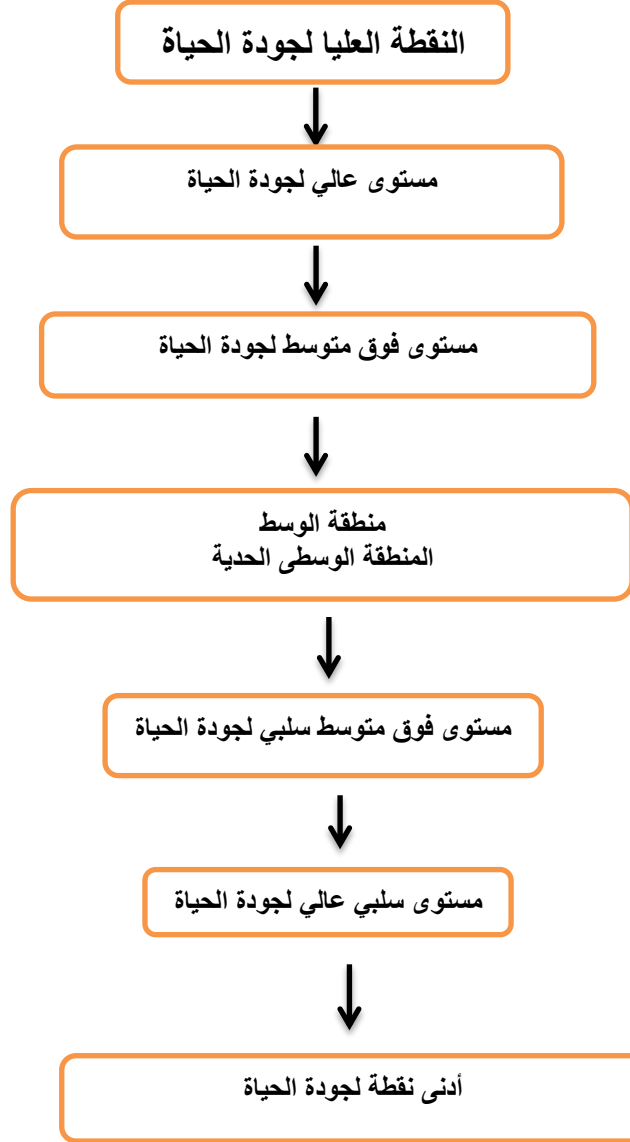 النقطة العليا لجودة الحياة
مستوى عالي لجودة الحياة
مستوى فوق متوسط لجودة الحياة
منطقة الوسط
المنطقة الوسطى الحدية
مستوى فوق متوسط سلبي لجودة الحياة
مستوى سلبي عالي لجودة الحياة
أدنى نقطة لجودة الحياة